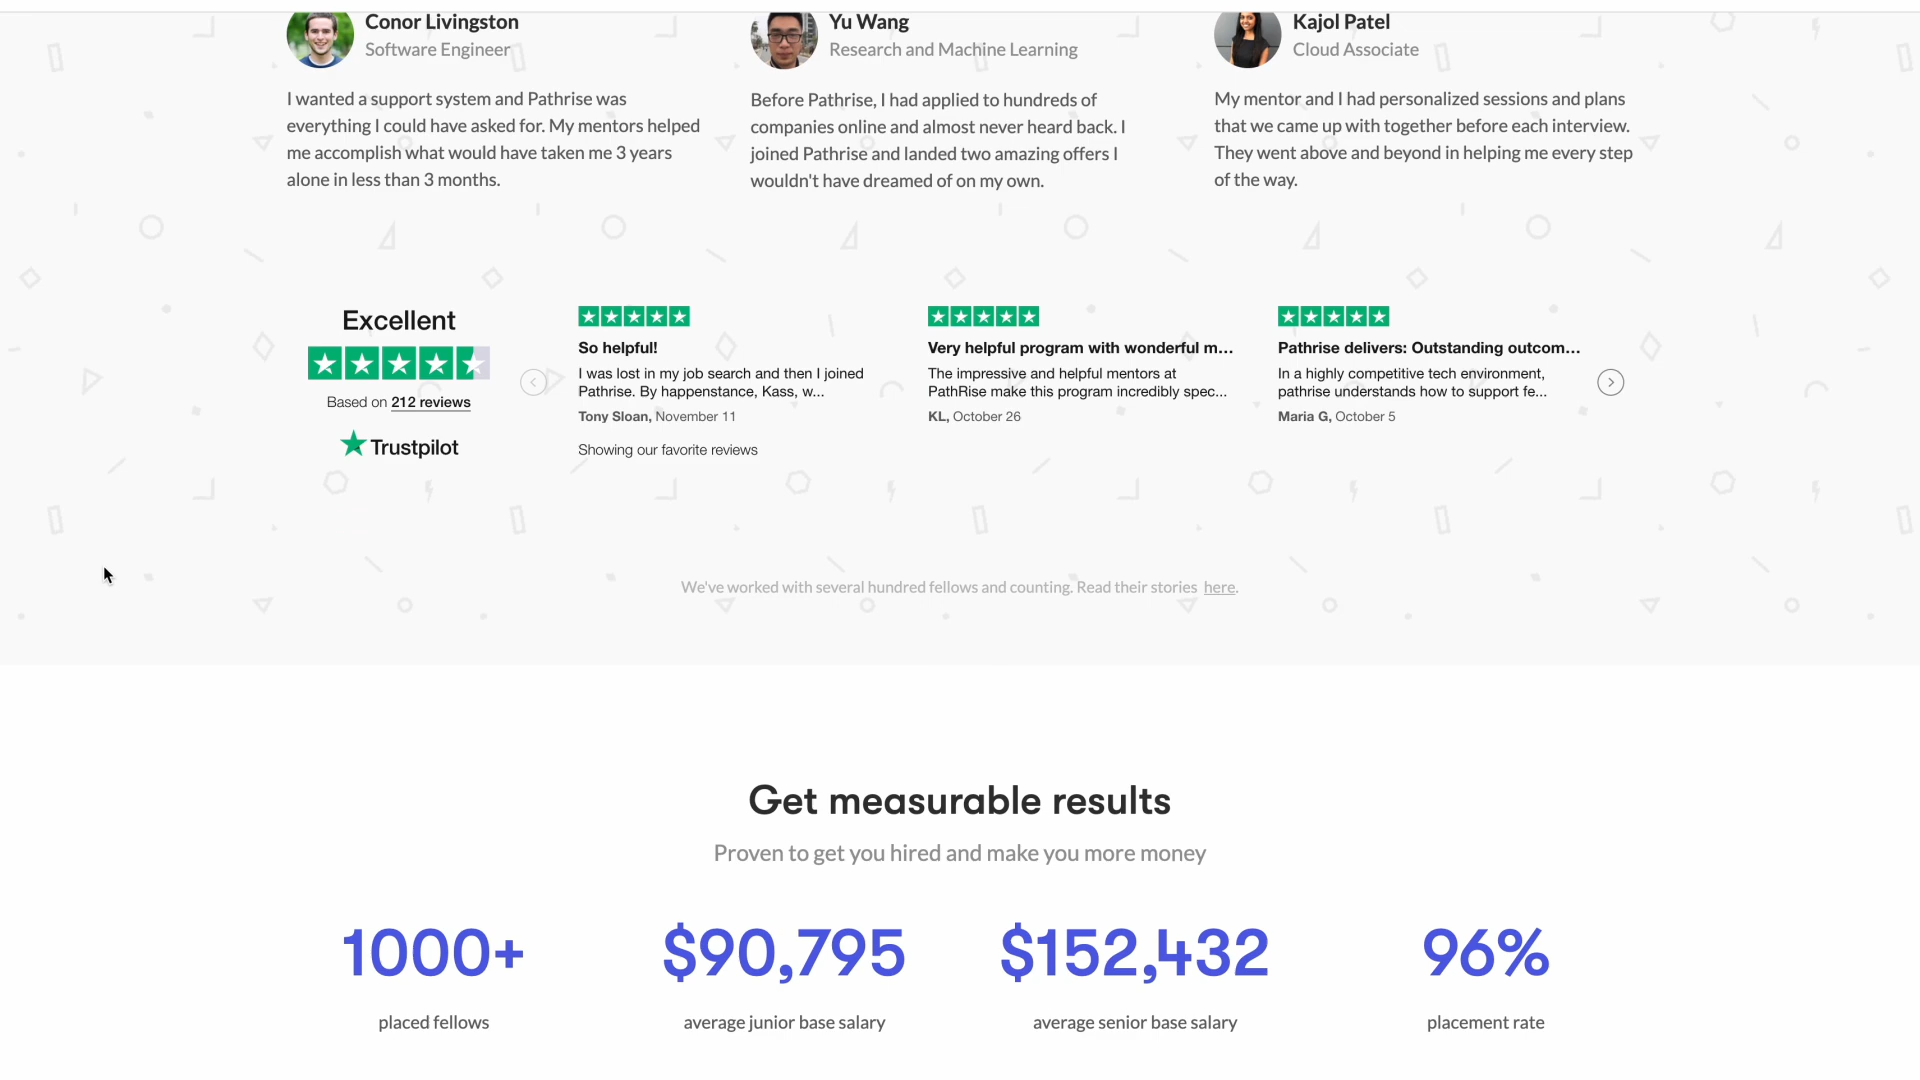 Conor Livingston
Software Engineer
I wanted a support system and Pathrise was
everything I could have asked for. My mentors helped
me accomplish what would have taken me 3 years
alone in less than 3 months.
Yu Wang
Research and Machine Learning
Before Pathrise, I had applied to hundreds of
companies online and almost never heard back. I
joined Pathrise and landed two amazing offers I
wouldn't have dreamed of on my own.
Kajol Patel
Cloud Associate
My mentor and I had personalized sessions and plans
that we came up with together before each interview.
They went above and beyond in helping me every step
of the way.
Excellent
Based on 212 reviews
Trustpilot
So helpful!
I was lost in my job search and then I joined
Pathrise. By happenstance, Kass, w...
Tony Sloan, November 11
Showing our favorite reviews
Very helpful program with wonderful m...
The impressive and helpful mentors at
PathRise make this program incredibly spec...
KL, October 26
Pathrise delivers: Outstanding outcom...
In a highly competitive tech environment,
pathrise understands how to support fe...
Maria G, October 5
We've worked with several hundred fellows and counting. Read their stories here.
Get measurable results
Proven to get you hired and make you more money
1000+
placed fellows
$90,795
average junior base salary
$152,432
average senior base salary
96%
placement rate